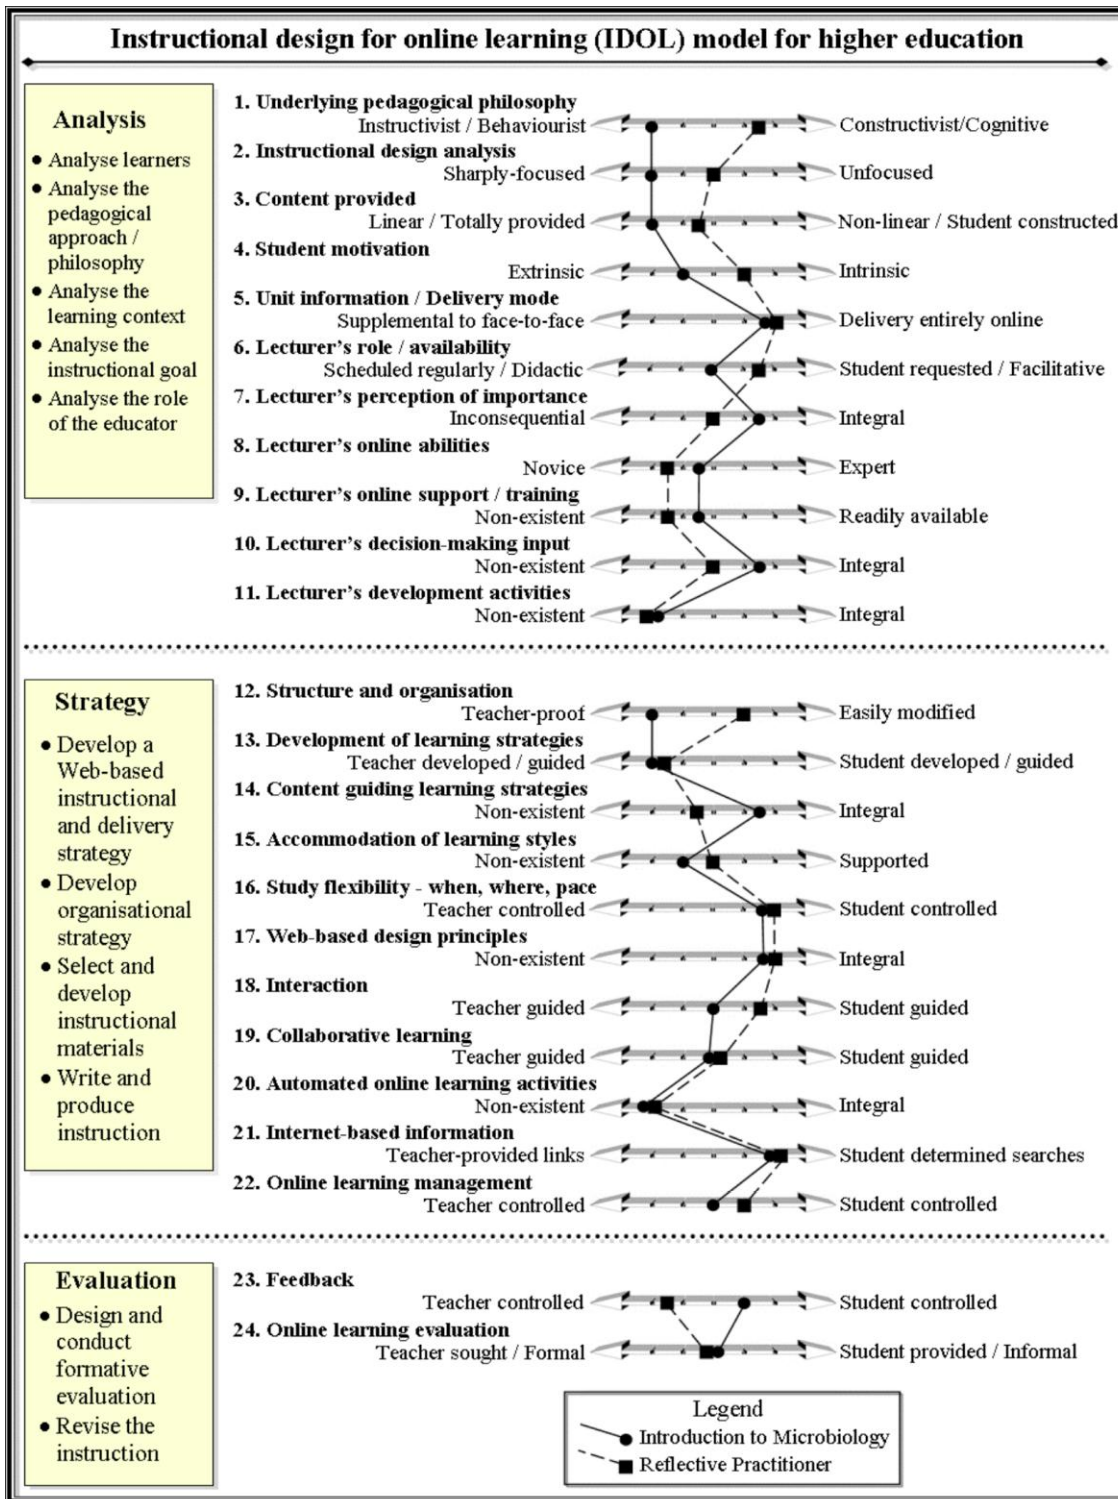 Instructional design for online learning (IDOL) model for higher education
Analysis
● Analyse learners
● Analyse the
pedagogical
approach /
philosophy
● Analyse the
learning context
● Analyse the
instructional goal
● Analyse the role
of the educator
1. Underlying pedagogical philosophy
Instructivist / Behaviourist Constructivist/Cognitive
2. Instructional design analysis
Sharply-focused Unfocused
3. Content provided
Linear / Totally provided Non-linear / Student constructed
4. Student motivation
Extrinsic Intrinsic
5. Unit information / Delivery mode
Supplemental to face-to-face Delivery entirely online
6. Lecturer's role / availability
Scheduled regularly / Didactic Student requested / Facilitative
7. Lecturer's perception of importance
Inconsequential Integral
8. Lecturer's online abilities
Novice Expert
9. Lecturer's online support / training
Non-existent Readily available
10. Lecturer's decision-making input
Non-existent Integral
11. Lecturer's development activities
Non-existent Integral
Strategy
● Develop a
Web-based
instructional
and delivery
strategy
● Develop
organisational
strategy
● Select and
develop
instructional
materials
● Write and
produce
instruction
12. Structure and organisation
Teacher-proof Easily modified
13. Development of learning strategies
Teacher developed / guided Student developed / guided
14. Content guiding learning strategies
Non-existent Integral
15. Accommodation of learning styles
Non-existent Supported
16. Study flexibility - when, where, pace
Teacher controlled Student controlled
17. Web-based design principles
Non-existent Integral
18. Interaction
Teacher guided Student guided
19. Collaborative learning
Teacher guided Student guided
20. Automated online learning activities
Non-existent Integral
21. Internet-based information
Teacher-provided links Student determined searches
22. Online learning management
Teacher controlled Student controlled
Evaluation
● Design and
conduct
formative
evaluation
● Revise the
instruction
23. Feedback
Teacher controlled Student controlled
24. Online learning evaluation
Teacher sought / Formal Student provided / Informal
Legend
Introduction to Microbiology
Reflective Practitioner